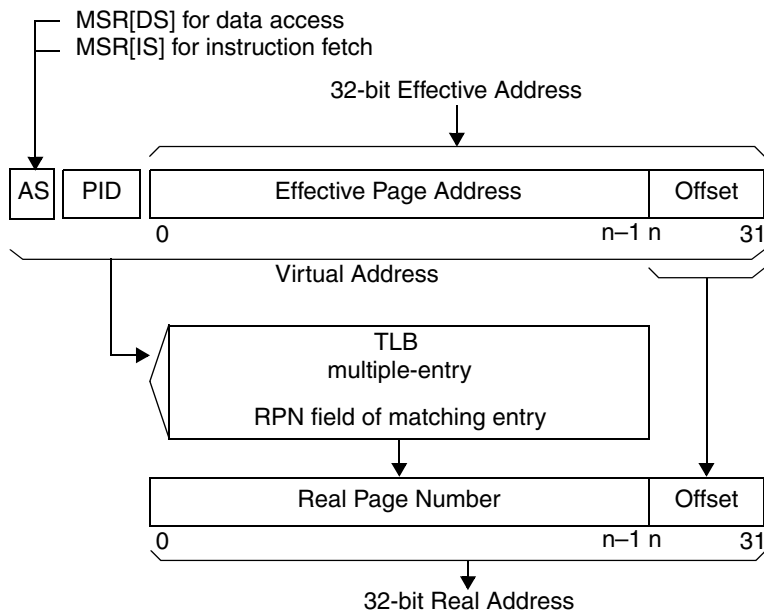 MSR[DS] for data access
MSR[IS] for instruction fetch
32-bit Effective Address
AS PID Effective Page Address Offset
0 n–1 n 31
Virtual Address
TLB
multiple-entry
RPN field of matching entry
Real Page Number Offset
0 n–1 n 31
32-bit Real Address